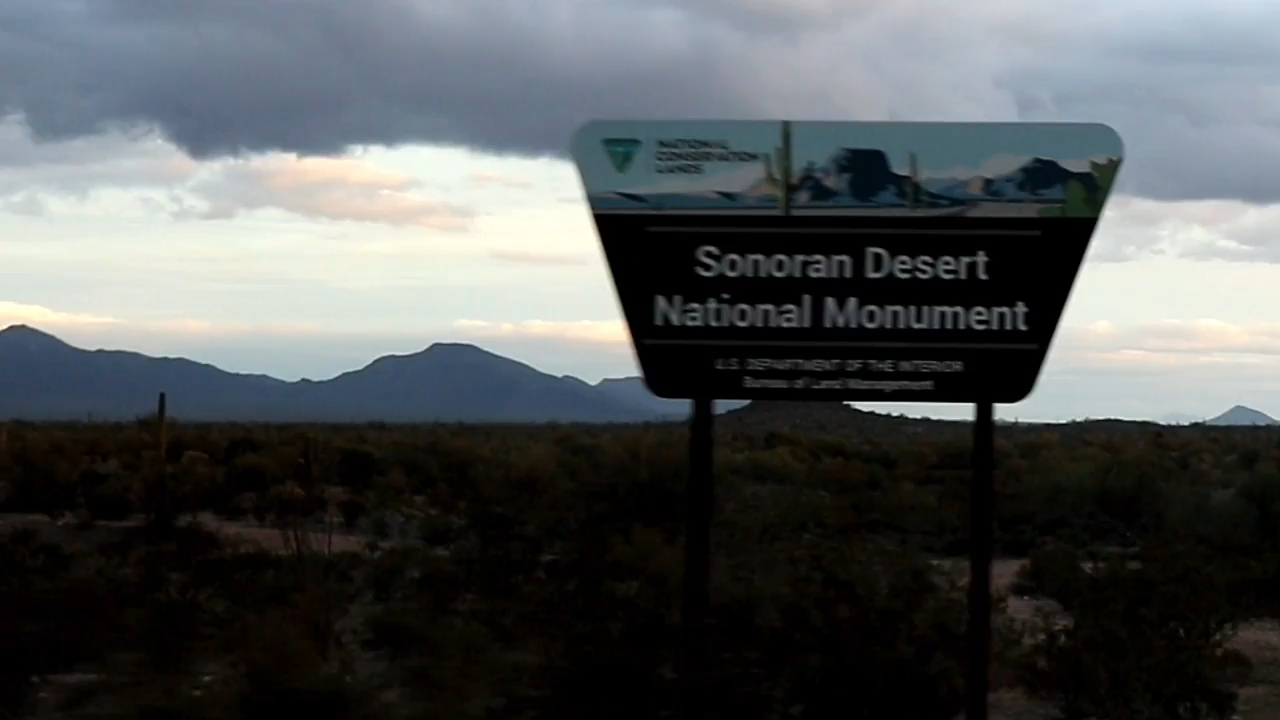 NATIONAL
CONSERVATION
LANDS
Sonoran Desert
National Monument
U.S. DEPARTMENT OF THE INTERIOR
Bureau of Land Management